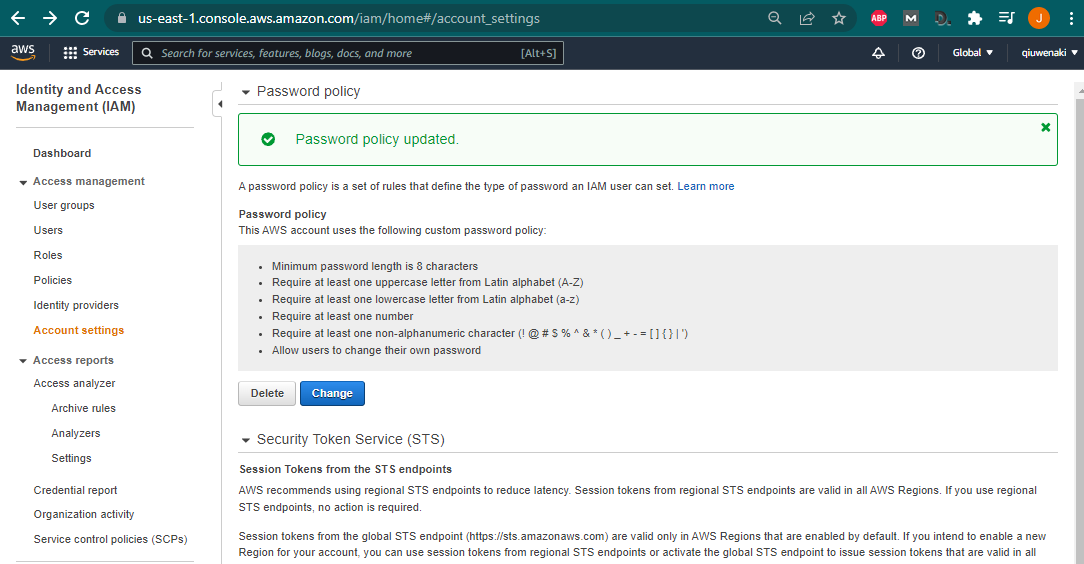 us-east-1.console.aws.amazon.com/iam/home#/account_settings
ABP
M
J
aws
Services
Search for services, features, blogs, docs, and more
[Alt+S]
Global
qiuwenaki
Identity and Access
Management (IAM)
Dashboard
Access management
User groups
Users
Roles
Policies
Identity providers
Account settings
Access reports
Access analyzer
Archive rules
Analyzers
Settings
Credential report
Organization activity
Service control policies (SCPs)
Password policy
Password policy updated.
A password policy is a set of rules that define the type of password an IAM user can set. Learn more
Password policy
This AWS account uses the following custom password policy:
• Minimum password length is 8 characters
• Require at least one uppercase letter from Latin alphabet (A-Z)
• Require at least one lowercase letter from Latin alphabet (a-z)
• Require at least one number
• Require at least one non-alphanumeric character (! @ # $ % ^ & * ( ) _ + - = [ ] { } | ')
• Allow users to change their own password
Delete
Change
Security Token Service (STS)
Session Tokens from the STS endpoints
AWS recommends using regional STS endpoints to reduce latency. Session tokens from regional STS endpoints are valid in all AWS Regions. If you use regional
STS endpoints, no action is required.
Session tokens from the global STS endpoint (https://sts.amazonaws.com) are valid only in AWS Regions that are enabled by default. If you intend to enable a new
Region for your account, you can use session tokens from regional STS endpoints or activate the global STS endpoint to issue session tokens that are valid in all